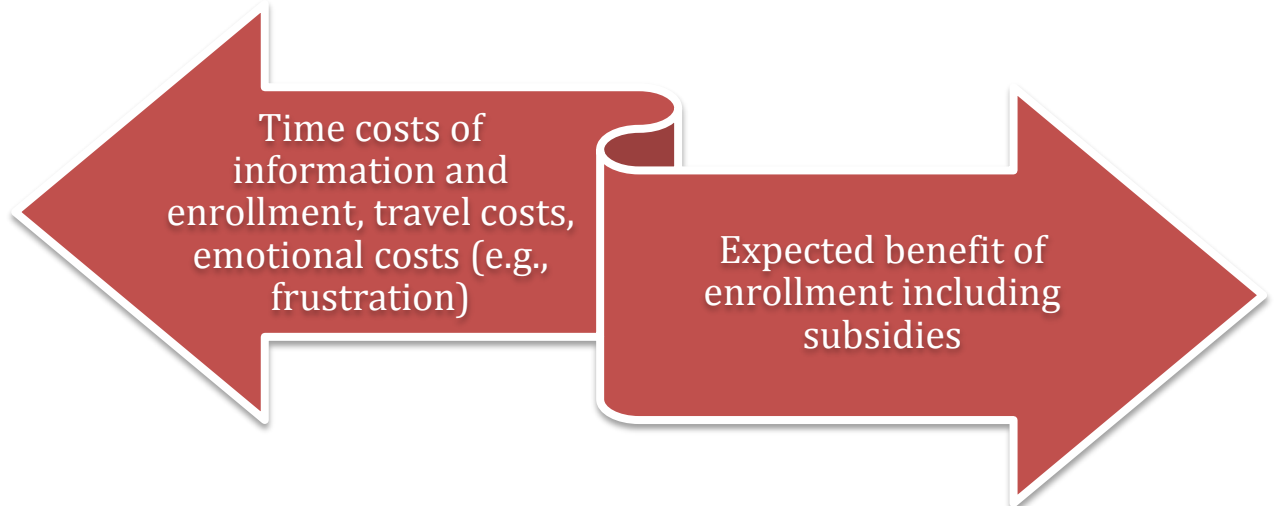 Time costs of
information and
enrollment, travel costs,
emotional costs (e.g.,
frustration)
Expected benefit of
enrollment including
subsidies